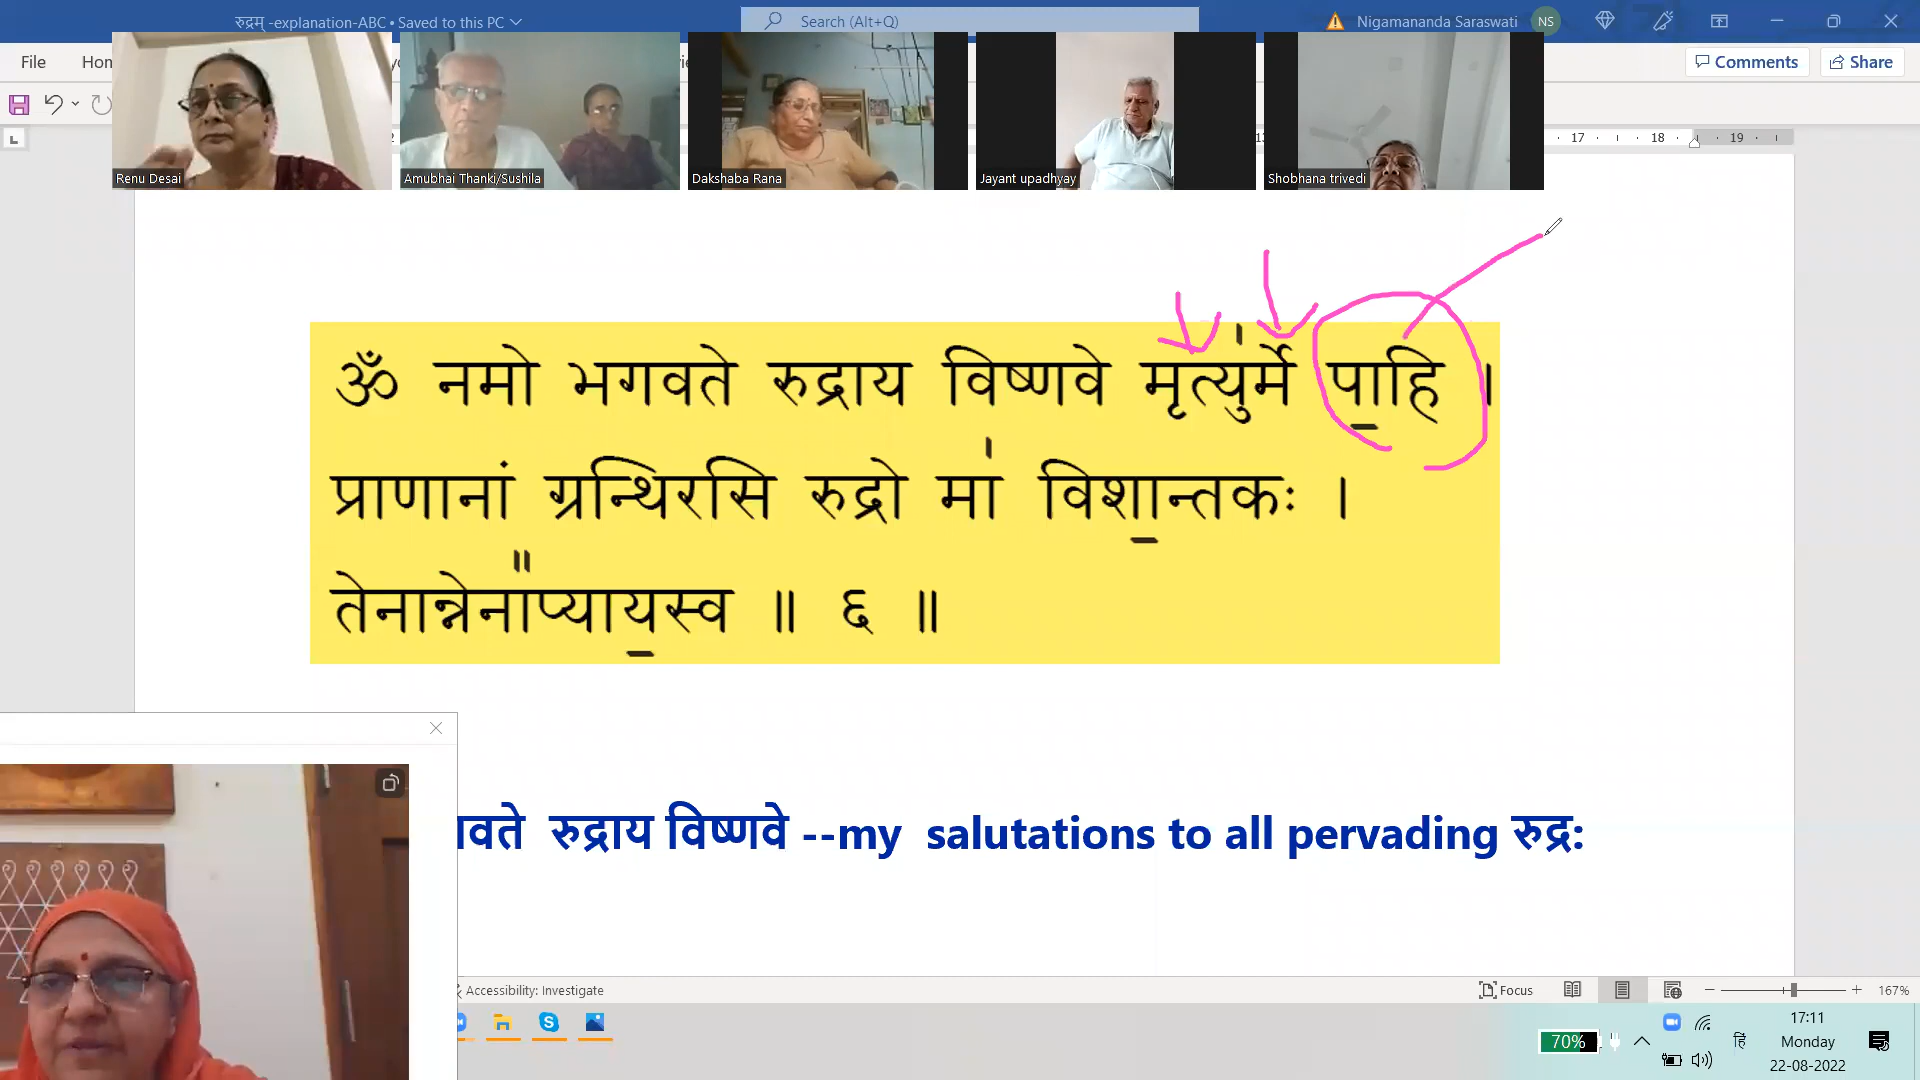 रुद्रम् -explanation-ABC • Saved to this PC
Search (Alt+Q)
Nigamananda Saraswati NS
File
Comments
Share
Renu Desai
Amubhai Thanki/Sushila
Dakshaba Rana
Jayant upadhyay
Shobhana trivedi
17 18 19
ॐ नमो भगवते रुद्राय विष्णवे मृत्यु॑र्मे पा॒हि ।
प्राणानां ग्रन्थिरसि रुद्रो मा॑ विशा॒न्तकः ।
तेनान्नेना᳚प्याय॒स्व ॥ ६ ॥
वते रुद्राय विष्णवे --my salutations to all pervading रुद्र:
Accessibility: Investigate
Focus
167%
70%
हि
17:11
Monday
22-08-2022